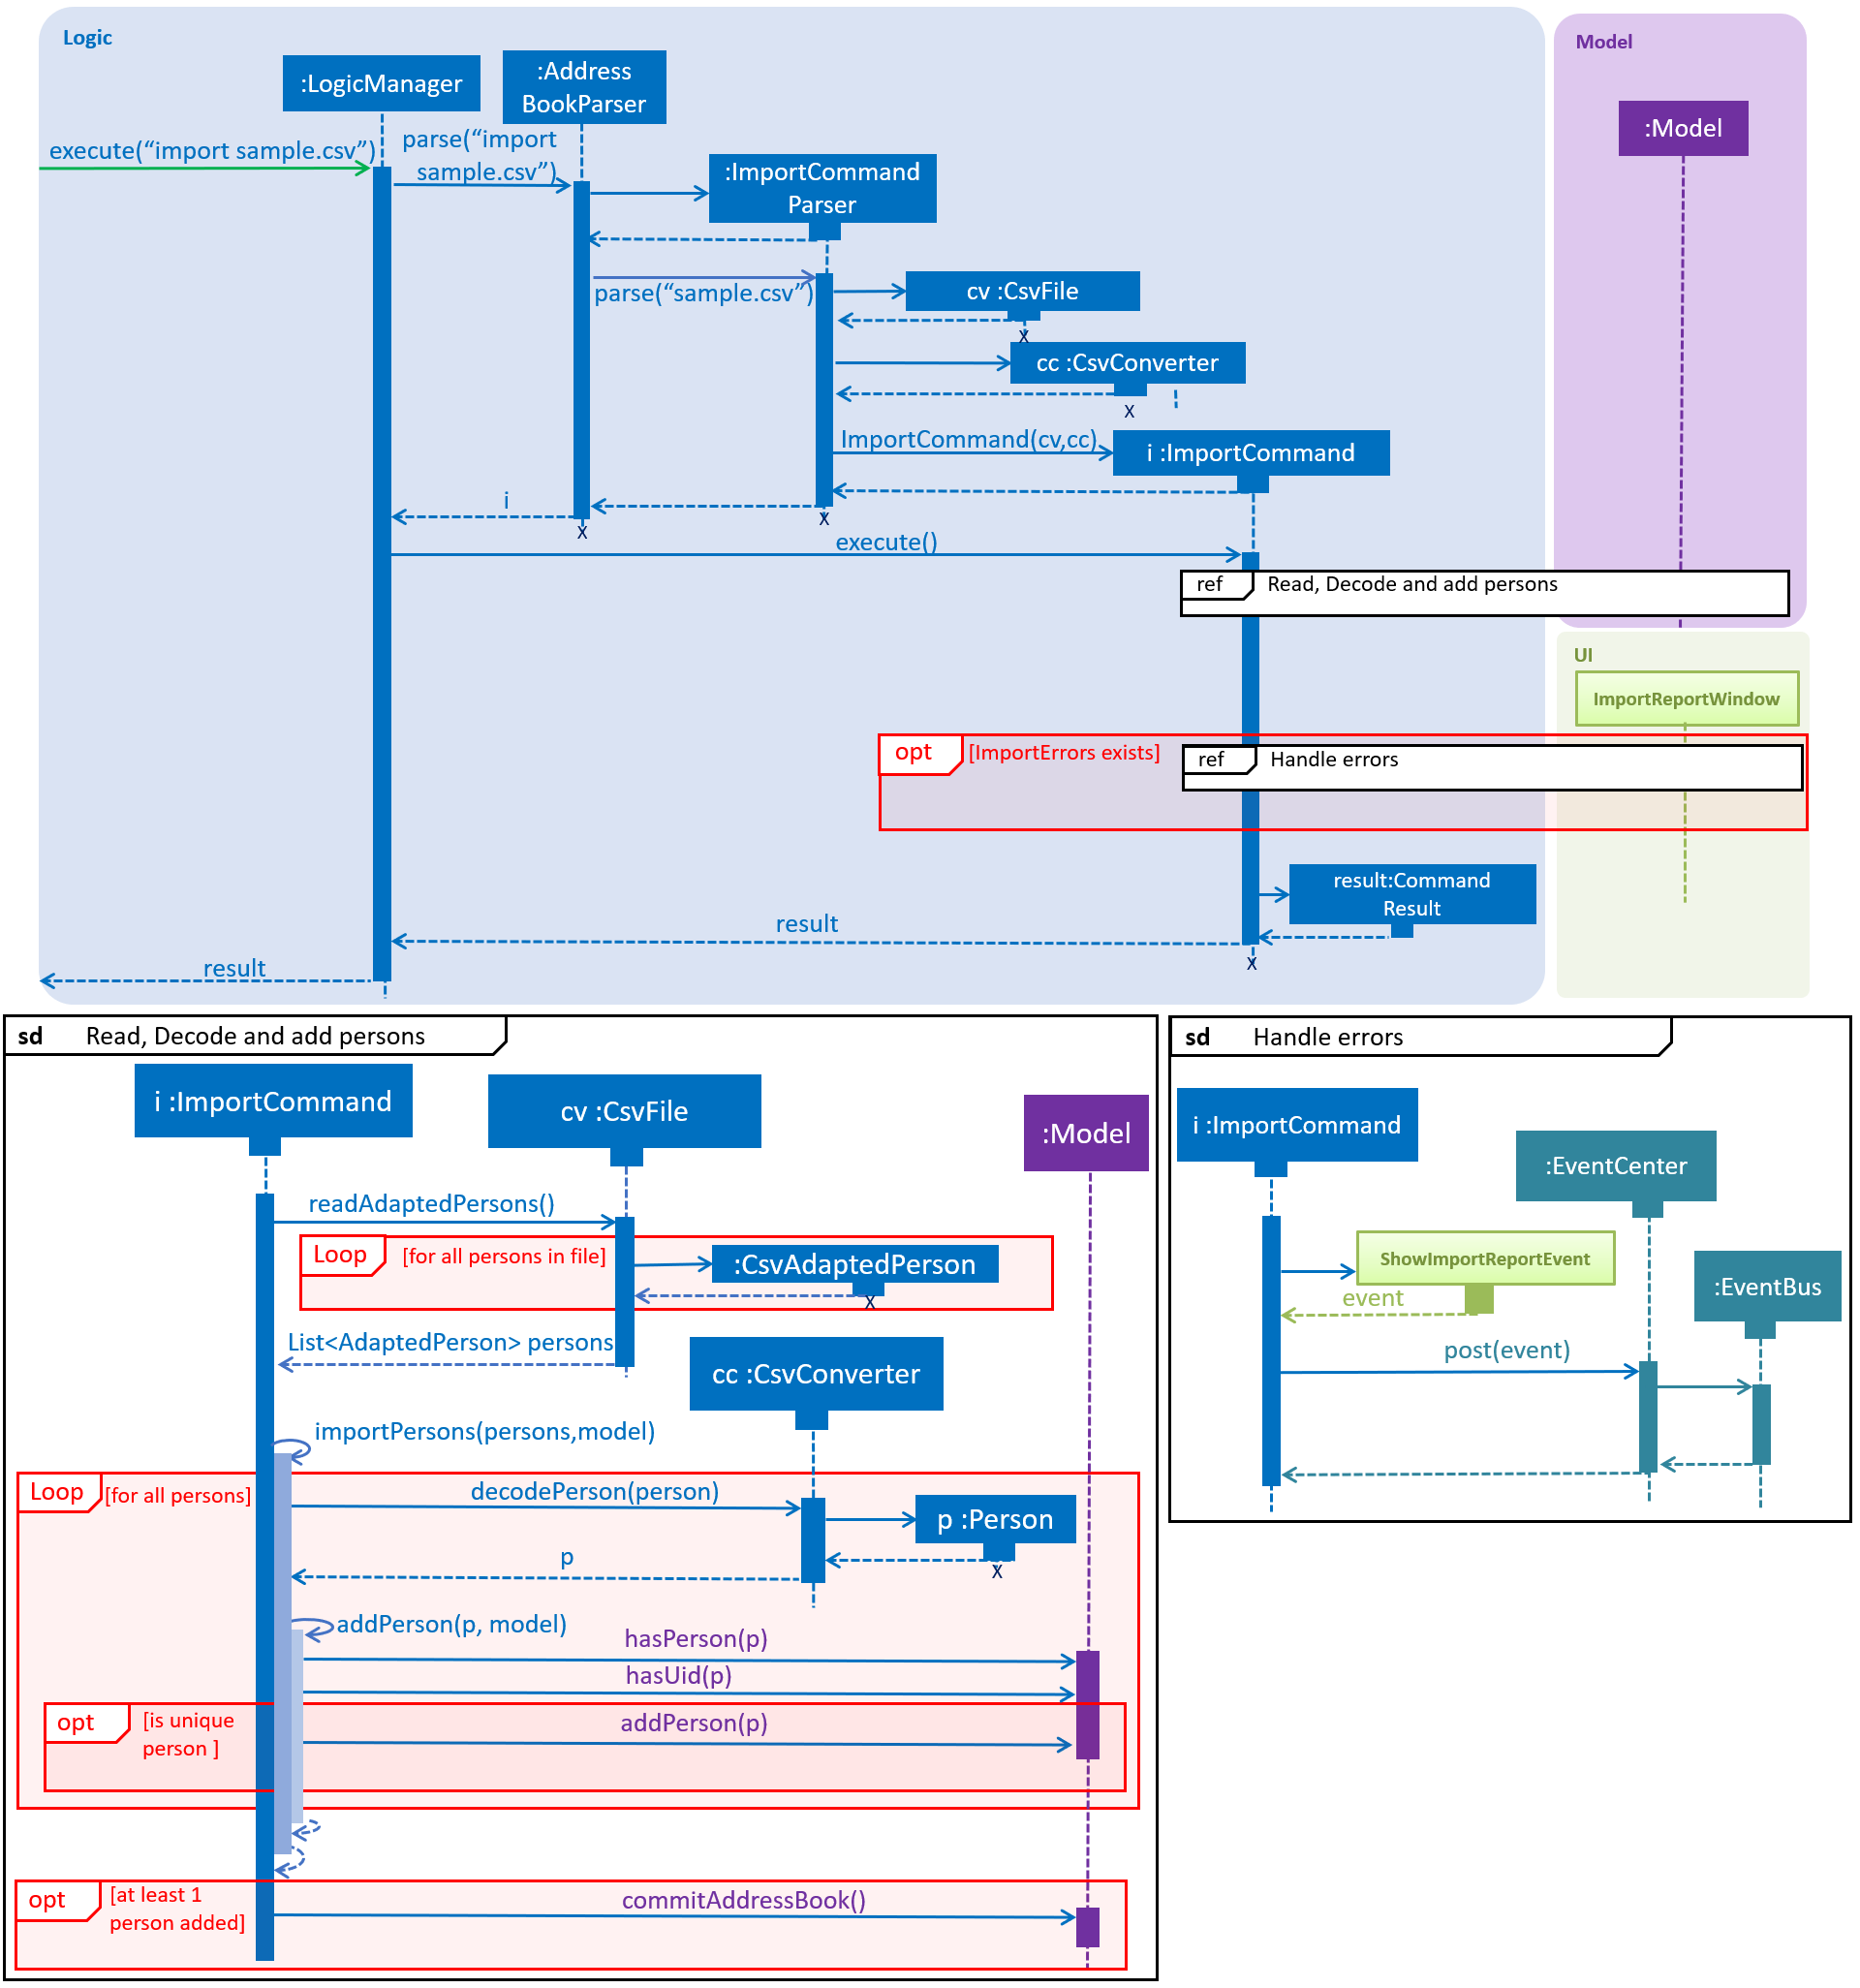 Logic
Model
:LogicManager
:Address
BookParser
:Model
execute(“import sample.csv”)
parse(“import
sample.csv”)
:ImportCommand
Parser
parse(“sample.csv”)
cv :CsvFile
X
cc :CsvConverter
X
ImportCommand(cv,cc)
i :ImportCommand
i
X
X
execute()
ref
Read, Decode and add persons
UI
ImportReportWindow
opt
[ImportErrors exists]
ref
Handle errors
result:Command
Result
result
X
result
sd
Read, Decode and add persons
i :ImportCommand
cv :CsvFile
:Model
readAdaptedPersons()
Loop
[for all persons in file]
:CsvAdaptedPerson
X
List<AdaptedPerson> persons
cc :CsvConverter
importPersons(persons,model)
Loop
[for all persons]
decodePerson(person)
p :Person
p
X
addPerson(p, model)
hasPerson(p)
hasUid(p)
opt
[is unique
person ]
addPerson(p)
opt
[at least 1
person added]
commitAddressBook()
sd
Handle errors
i :ImportCommand
:EventCenter
ShowImportReportEvent
:EventBus
event
post(event)